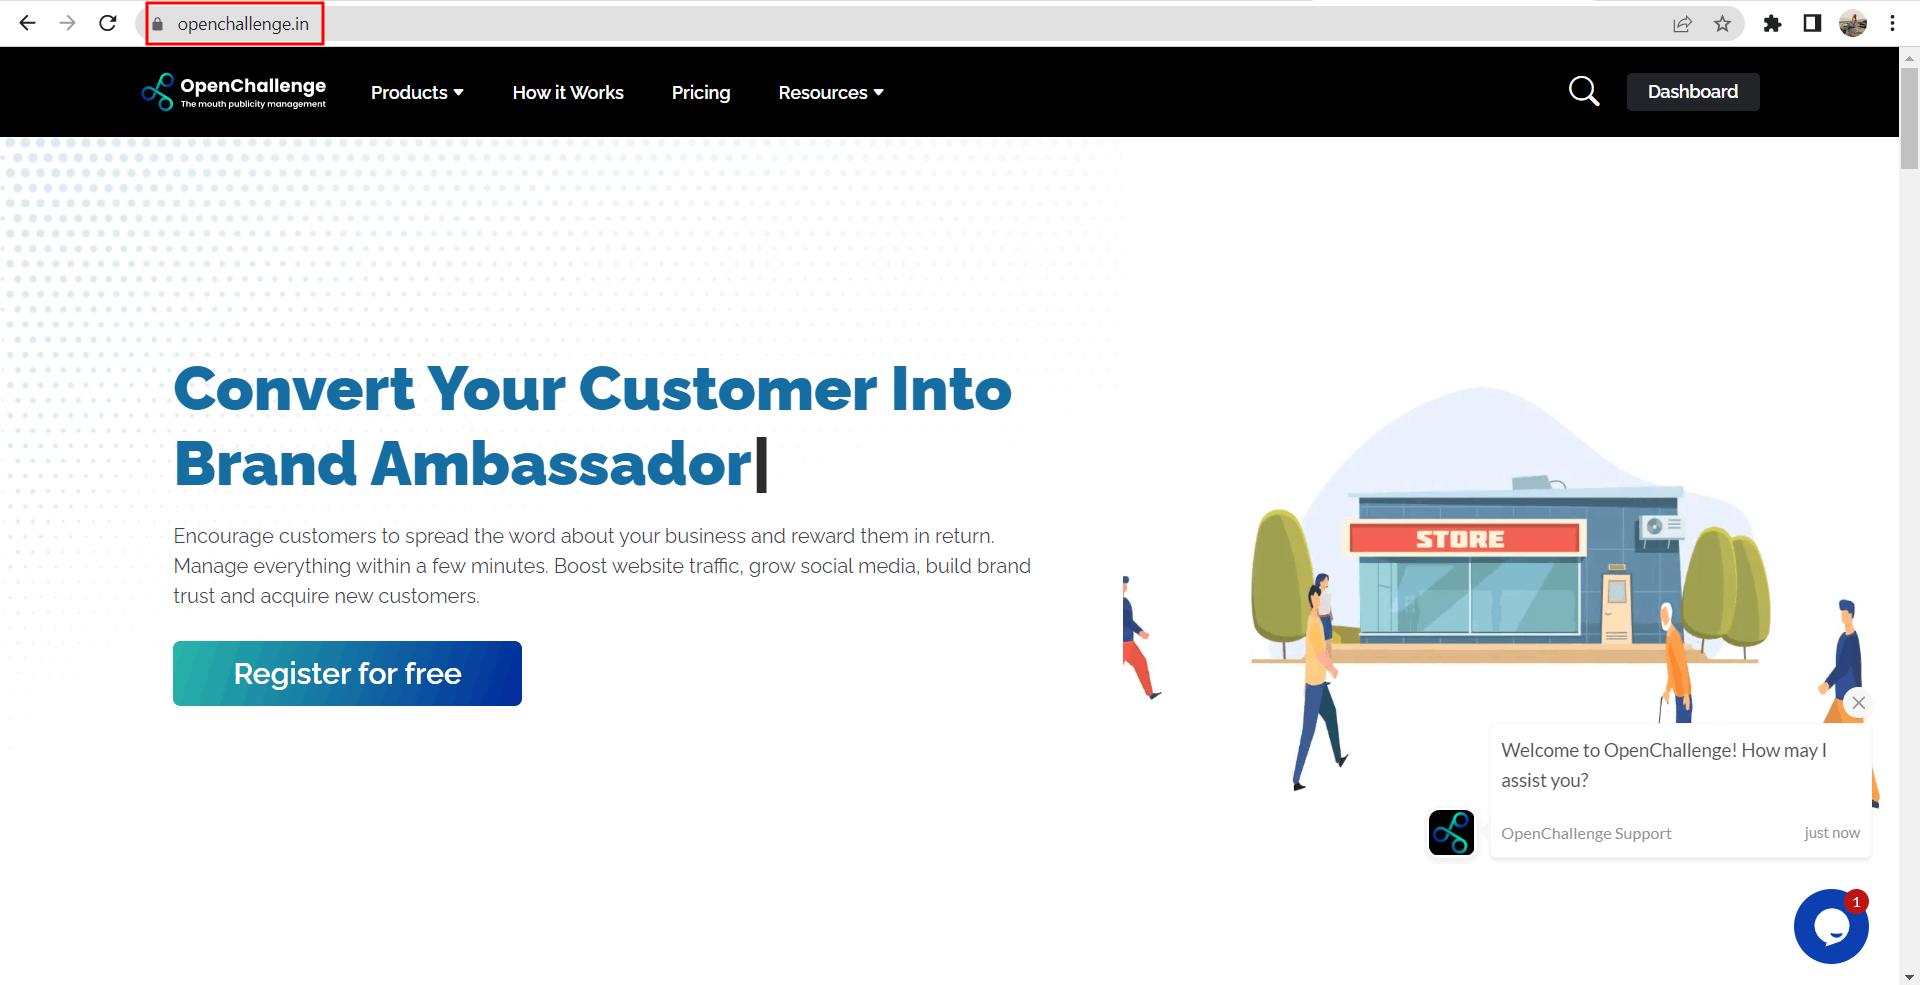 openchallenge.in
OpenChallenge
The mouth publicity management
Products
How it Works
Pricing
Resources
Dashboard
Convert Your Customer Into
Brand Ambassador|
Encourage customers to spread the word about your business and reward them in return.
Manage everything within a few minutes. Boost website traffic, grow social media, build brand
trust and acquire new customers.
Register for free
STORE
Welcome to OpenChallenge! How may I
assist you?
OpenChallenge Support
just now
1